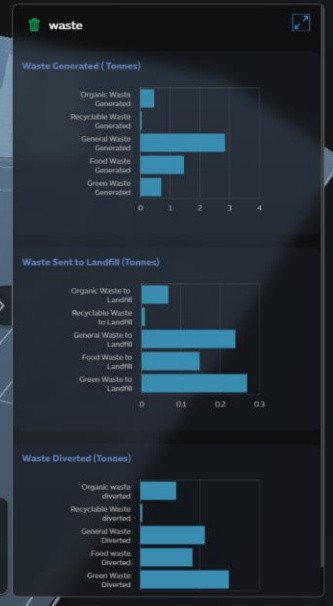 waste
Waste Generated ( Tonnes)
Organic Waste
Generated
Recyclable Waste
Generated
General Waste
Generated
Food Waste
Generated
Green Waste
Generated
0 1 2 3 4
Waste Sent to Landfill (Tonnes)
Organic Waste to
Landfill
Recyclable Waste
to Landfill
General Waste to
Landfill
Food Waste to
Landfill
Green Waste to
Landfill
0 0.1 0.2 0.3
Waste Diverted (Tonnes)
Organic waste
diverted
Recyclable Waste
diverted
General Waste
Diverted
Food waste
Diverted
Green Waste
Diverted